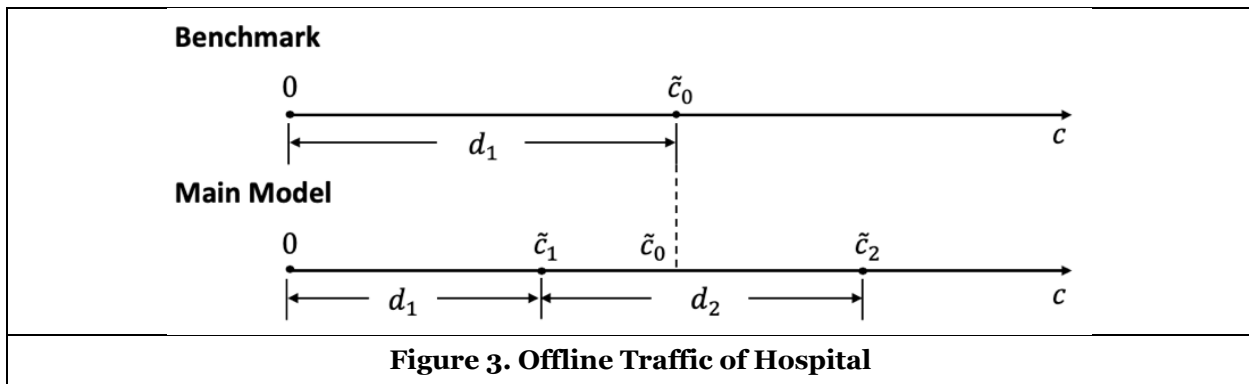 Benchmark
0 c̃₀
c
d₁
Main Model
0 c̃₁ c̃₀ c̃₂
d₁ d₂ c
Figure 3. Offline Traffic of Hospital